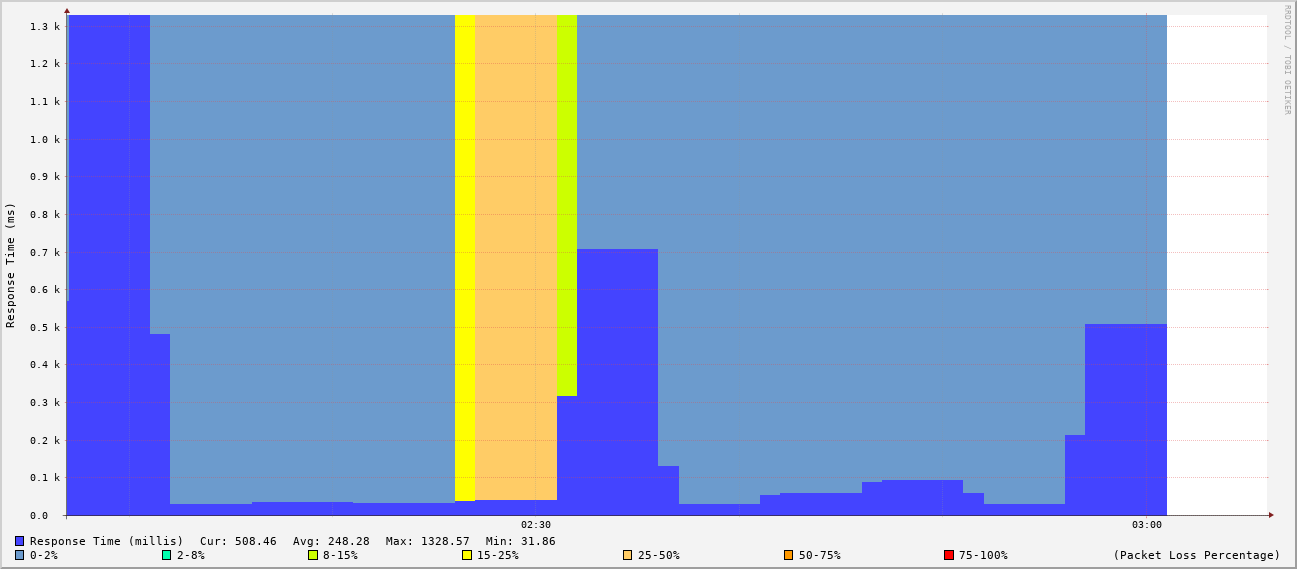 RRDTOOL / TOBI OETIKER
Response Time (ms)
1.3 k
1.2 k
1.1 k
1.0 k
0.9 k
0.8 k
0.7 k
0.6 k
0.5 k
0.4 k
0.3 k
0.2 k
0.1 k
0.0
02:30 03:00
Response Time (millis) Cur: 508.46 Avg: 248.28 Max: 1328.57 Min: 31.86
0-2% 2-8% 8-15% 15-25% 25-50% 50-75% 75-100% (Packet Loss Percentage)